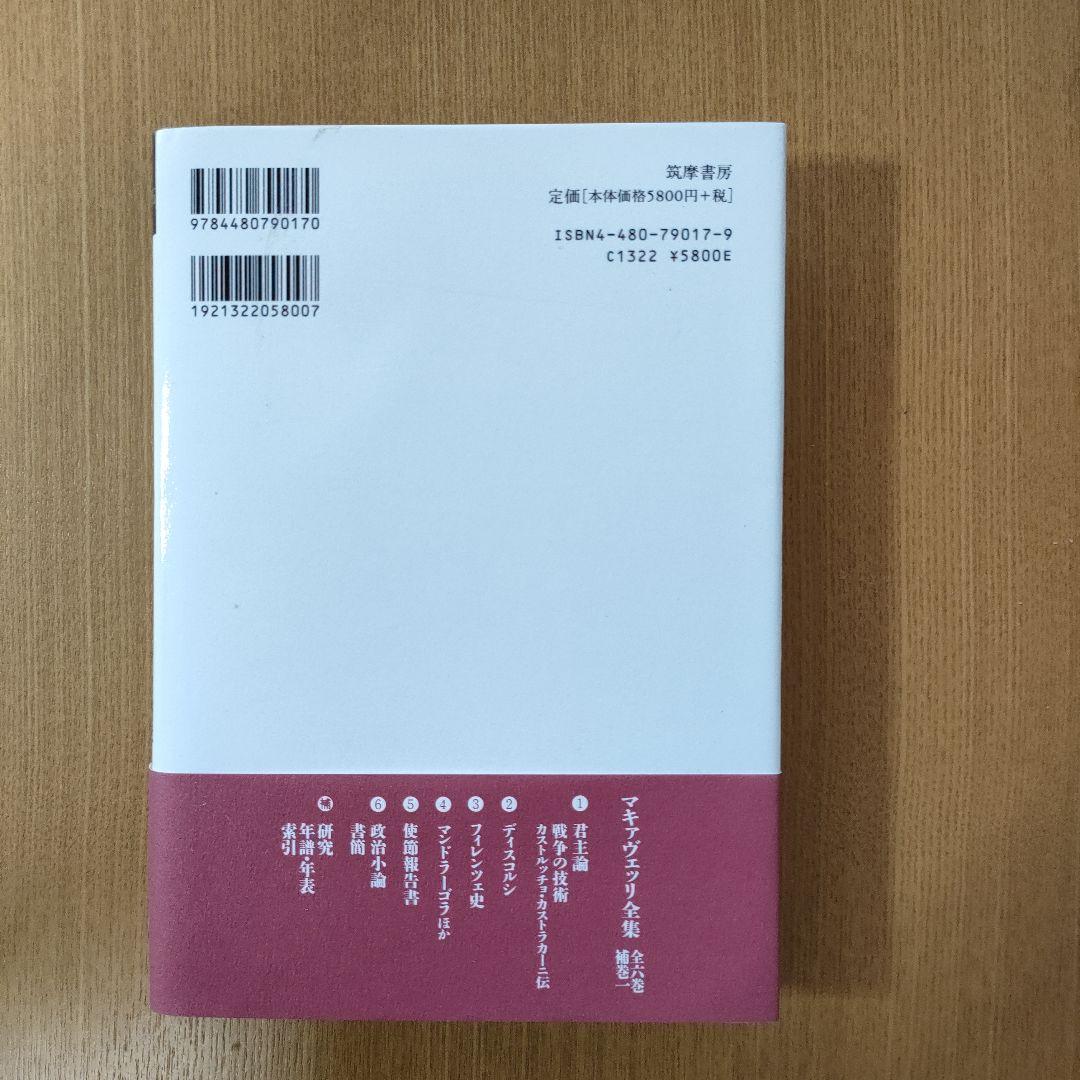 9784480790170
1921322058007
筑摩書房
定価[本体価格5800円+税]
ISBN4-480-79017-9
C1322 ¥5800E
マキァヴェッリ全集 全六巻
補巻一
1 君主論
戦争の技術
カストルッチョ・カストラカーニ伝
2 ディスコルシ
3 フィレンツェ史
4 マンドラーゴラほか
5 使節報告書
6 政治小論
書簡
補 研究
年譜・年表
索引